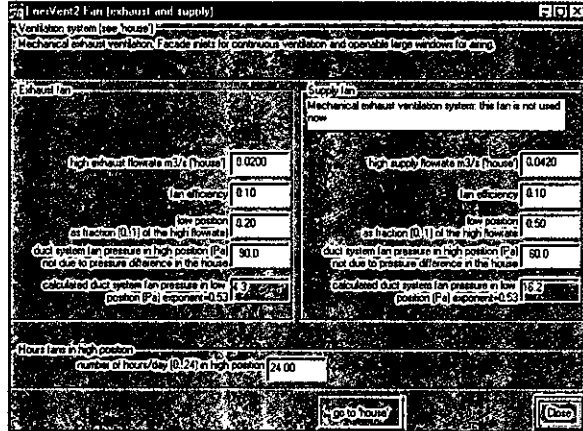 EnerVent2 Fan (exhaust and supply)
Ventilation system [see 'house']
Mechanical exhaust ventilation. Facade inlets for continuous ventilation and openable large windows for airing.
Exhaust fan
high exhaust flowrate m3/s ('house') 0.0200
fan efficiency 0.10
low position
as fraction [0..1] of the high flowrate) 0.20
duct system fan pressure in high position (Pa)
not due to pressure difference in the house 90.0
calculated duct system fan pressure in low
position (Pa) exponent=0.53 4.3
Supply fan
Mechanical exhaust ventilation system: this fan is not used
now
high supply flowrate m3/s ('house') 0.0420
fan efficiency 0.10
low position
as fraction [0..1] of the high flowrate) 0.50
duct system fan pressure in high position (Pa)
not due to pressure difference in the house 60.0
calculated duct system fan pressure in low
position (Pa) exponent=0.53 16.2
Hours fans in high position
number of hours/day [0..24] in high position 24.00
go to 'house'
Close